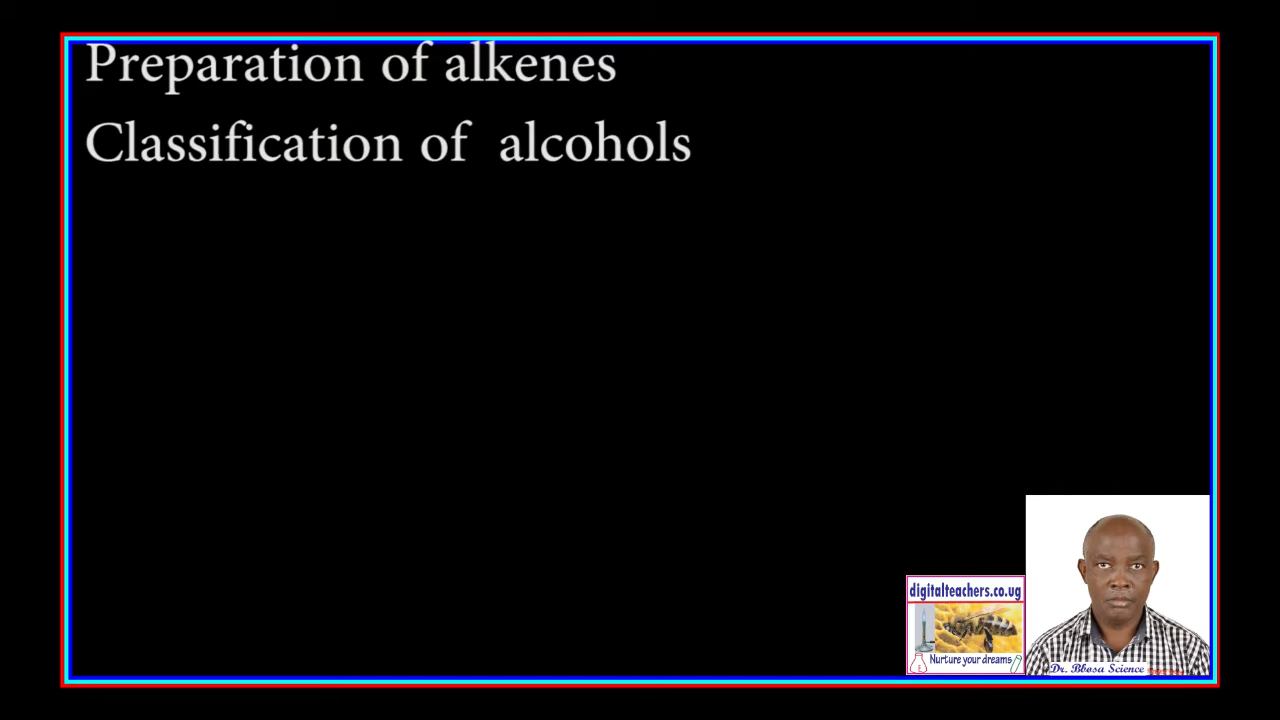 Preparation of alkenes
Classification of  alcohols
digitalteachers.co.ug
Nurture your dreams
Dr. Bbosa Science